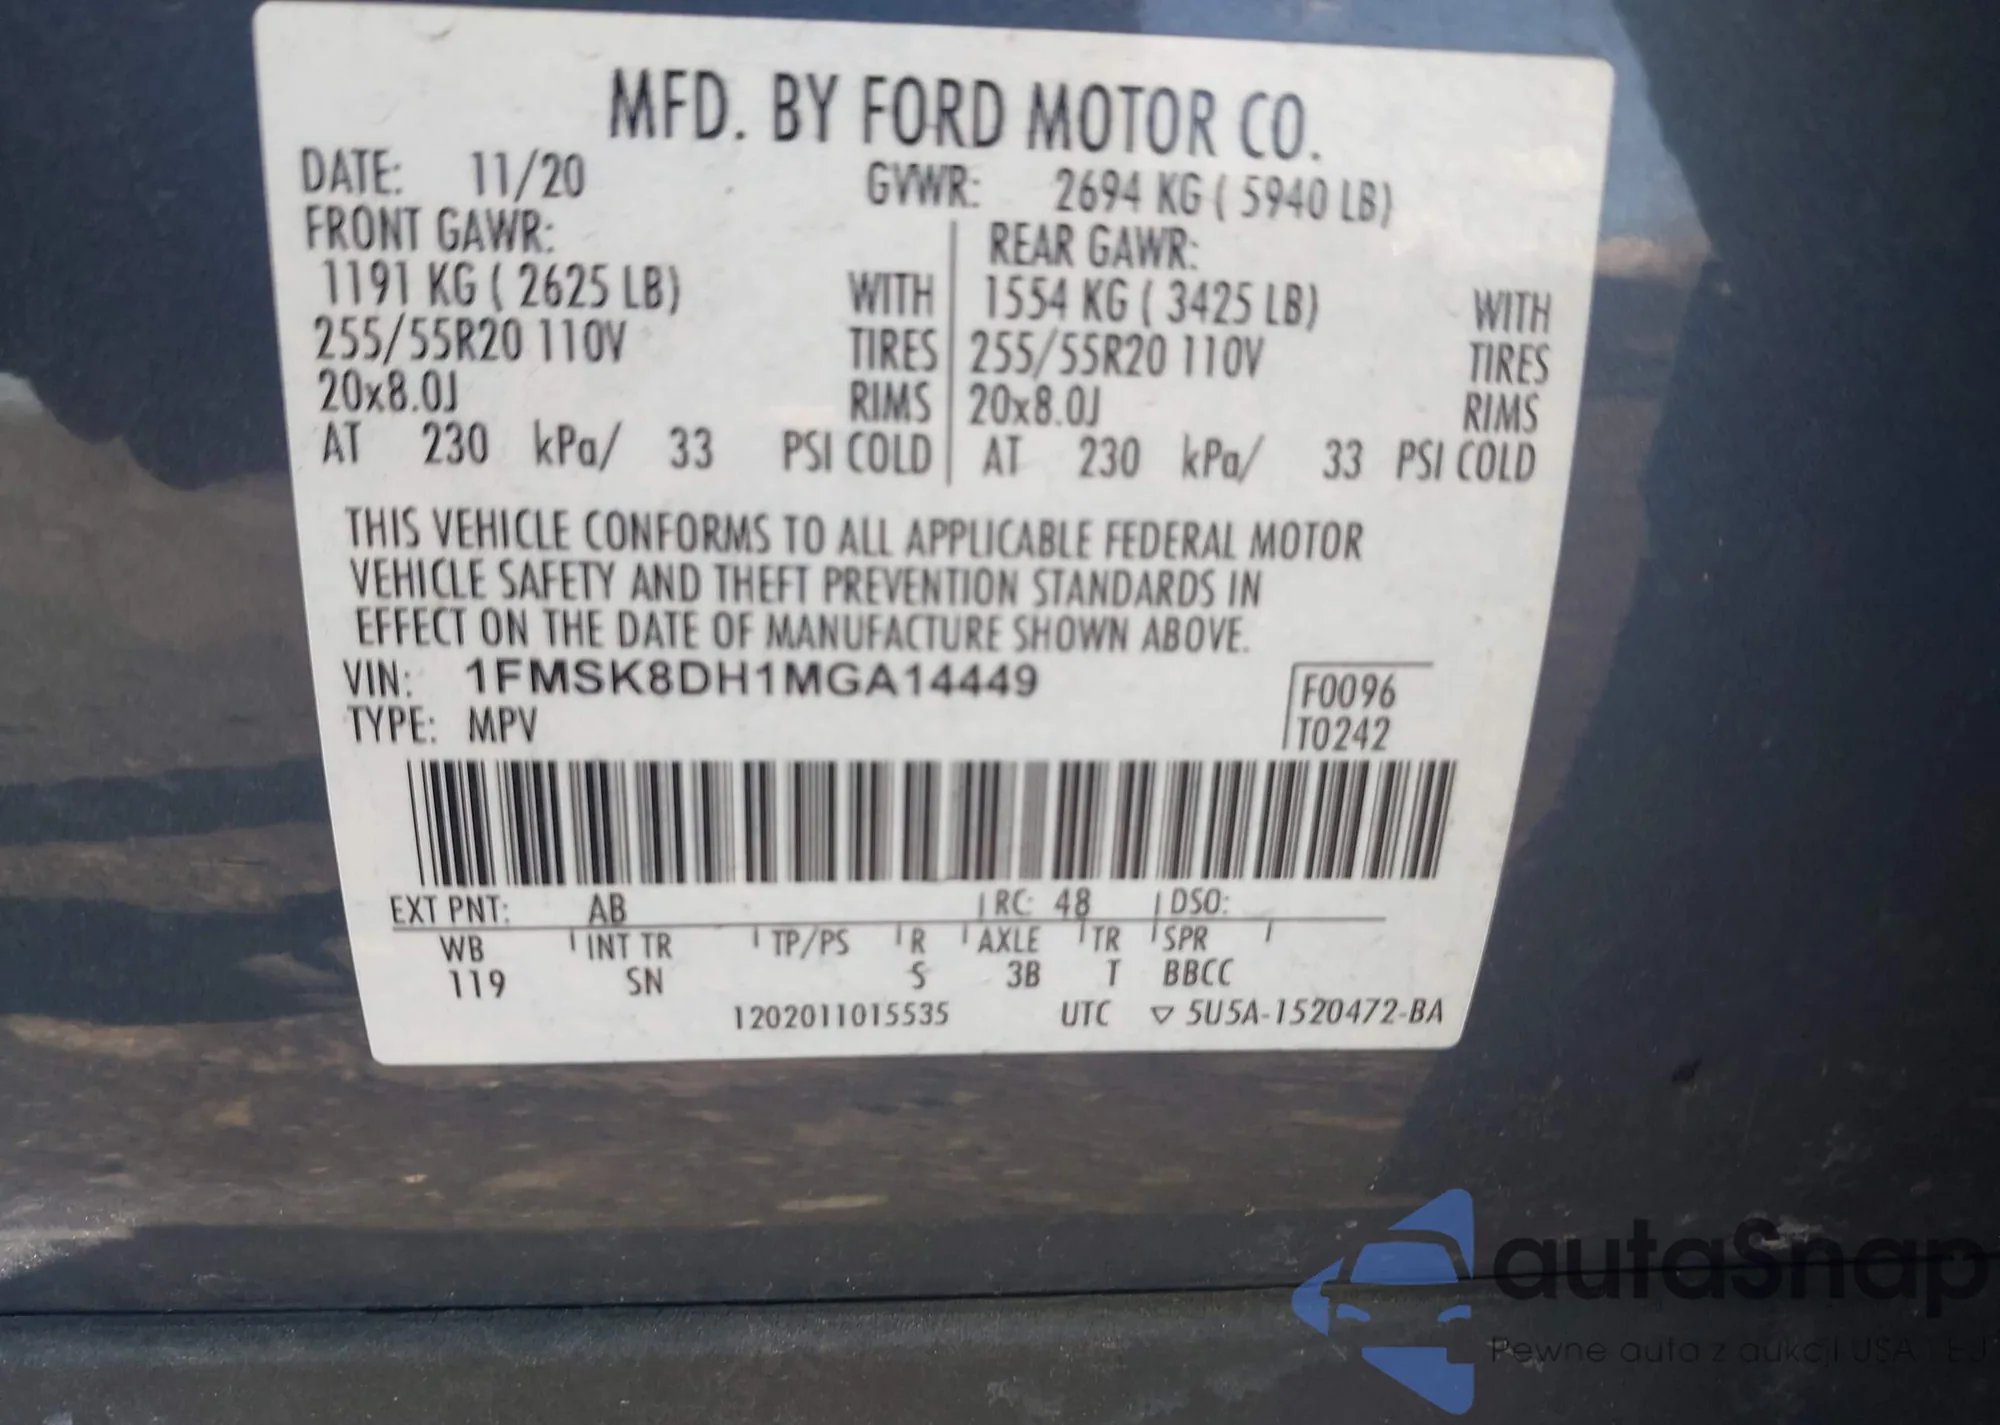 MFD. BY FORD MOTOR CO.
DATE: 11/20 GVWR: 2694 KG ( 5940 LB)
FRONT GAWR: REAR GAWR:
1191 KG ( 2625 LB) WITH 1554 KG ( 3425 LB) WITH
255/55R20 110V TIRES 255/55R20 110V TIRES
20x8.0J RIMS 20x8.0J RIMS
AT 230 kPa/ 33 PSI COLD AT 230 kPa/ 33 PSI COLD
THIS VEHICLE CONFORMS TO ALL APPLICABLE FEDERAL MOTOR
VEHICLE SAFETY AND THEFT PREVENTION STANDARDS IN
EFFECT ON THE DATE OF MANUFACTURE SHOWN ABOVE.
VIN: 1FMSK8DH1MGA14449 F0096
TYPE: MPV T0242
EXT PNT: AB RC: 48 DSO:
WB INT TR TP/PS R AXLE TR SPR
119 SN S 3B T BBCC
1202011015535 UTC ▽ 5U5A-1520472-BA
autaSnap
Pewne auta z aukcji USA i EU